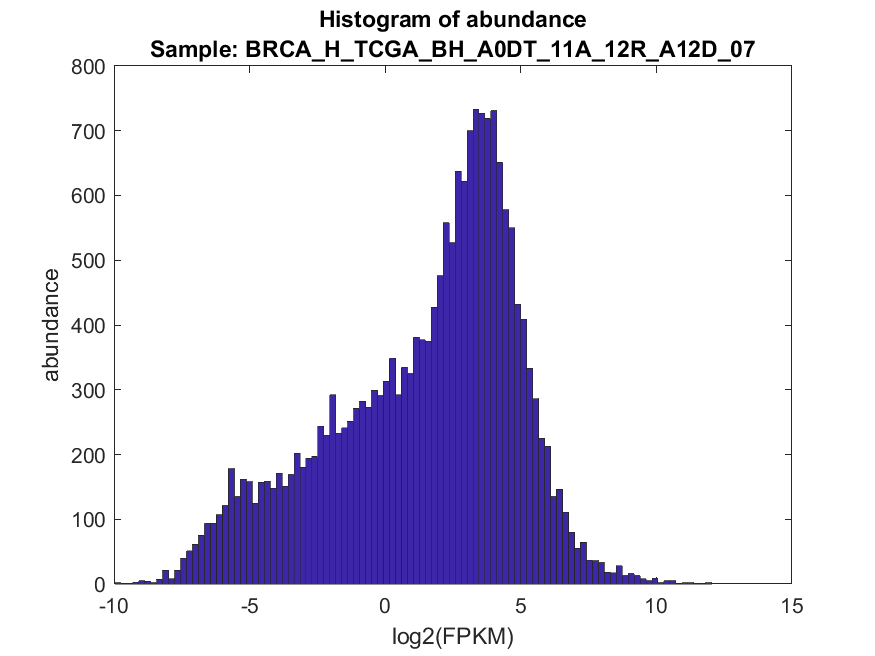 Histogram of abundance
Sample: BRCA_H_TCGA_BH_A0DT_11A_12R_A12D_07
800
700
600
500
400
300
200
100
0
abundance
-10 -5 0 5 10 15
log2(FPKM)